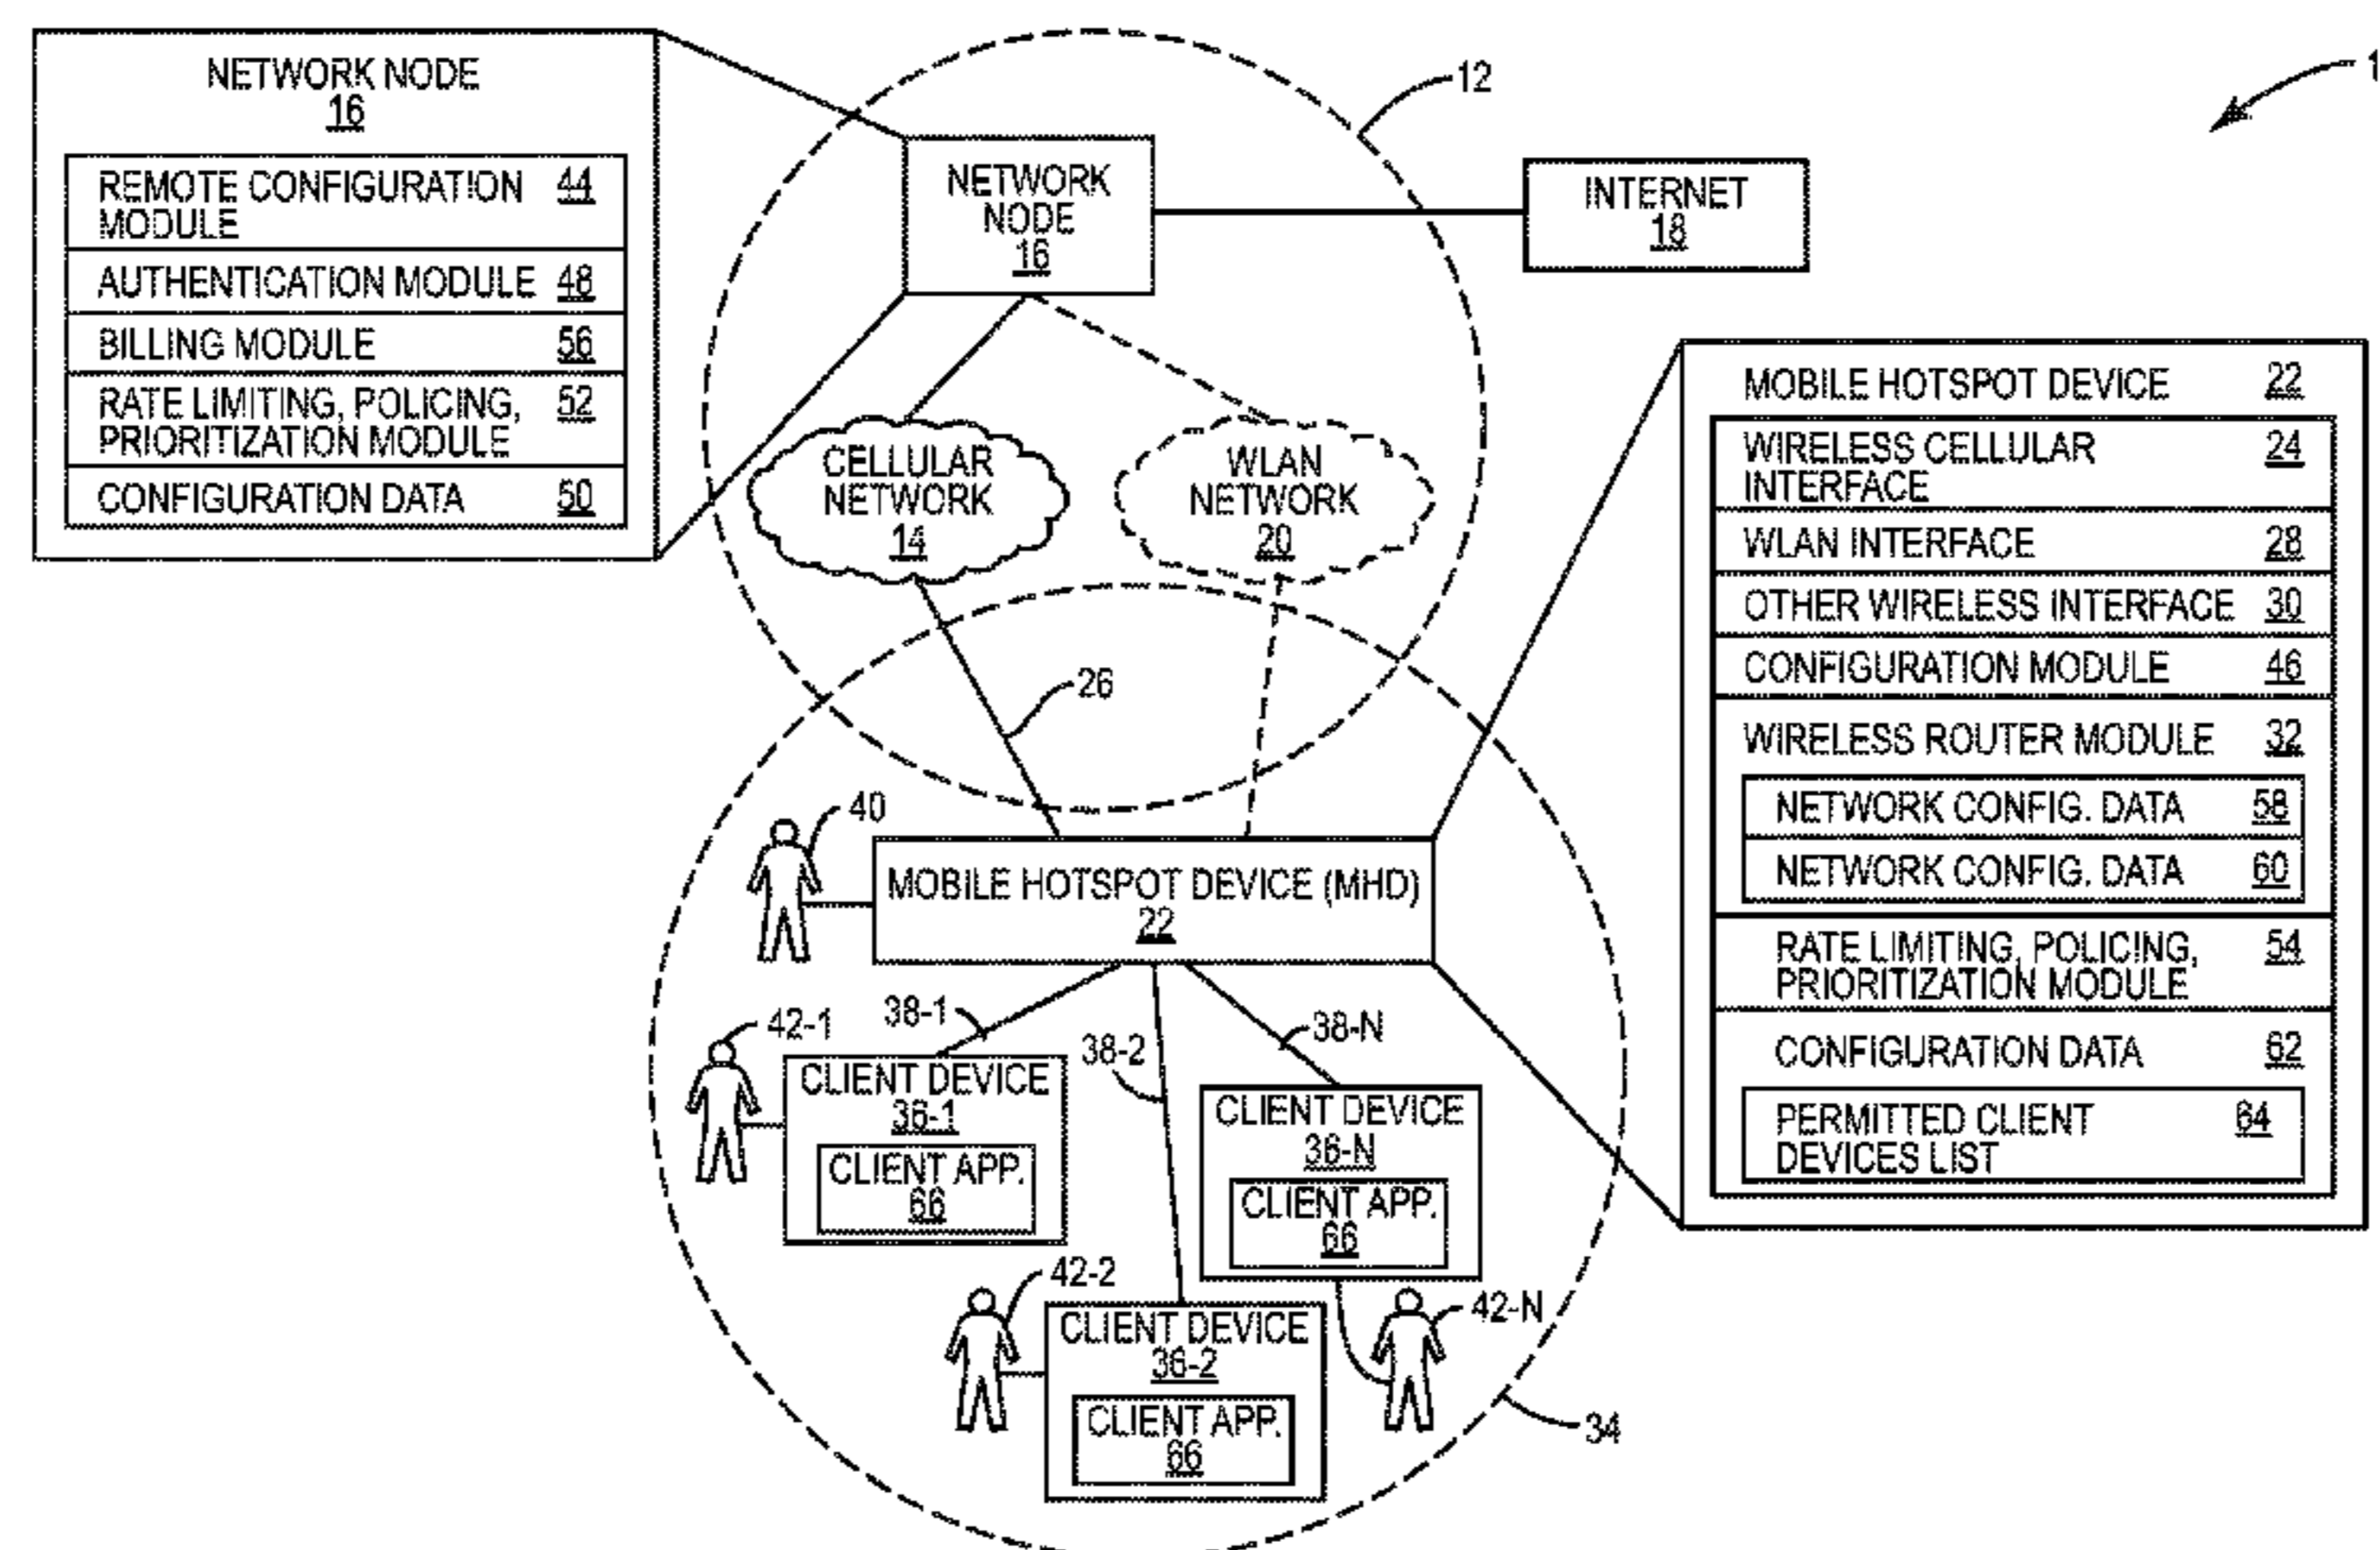 NETWORK NODE
16
REMOTE CONFIGURATION 44
MODULE
AUTHENTICATION MODULE 48
BILLING MODULE 56
RATE LIMITING, POLICING, 52
PRIORITIZATION MODULE
CONFIGURATION DATA 50
12
1
NETWORK
NODE
16
INTERNET
18
CELLULAR
NETWORK
14
WLAN
NETWORK
20
26
MOBILE HOTSPOT DEVICE 22
WIRELESS CELLULAR 24
INTERFACE
WLAN INTERFACE 28
OTHER WIRELESS INTERFACE 30
CONFIGURATION MODULE 46
WIRELESS ROUTER MODULE 32
NETWORK CONFIG. DATA 58
NETWORK CONFIG. DATA 60
RATE LIMITING, POLICING, 54
PRIORITIZATION MODULE
CONFIGURATION DATA 62
PERMITTED CLIENT 64
DEVICES LIST
40
MOBILE HOTSPOT DEVICE (MHD)
22
42-1
38-1
38-2
38-N
CLIENT DEVICE
36-1
CLIENT APP.
66
CLIENT DEVICE
36-N
CLIENT APP.
66
42-2
42-N
CLIENT DEVICE
36-2
CLIENT APP.
66
34